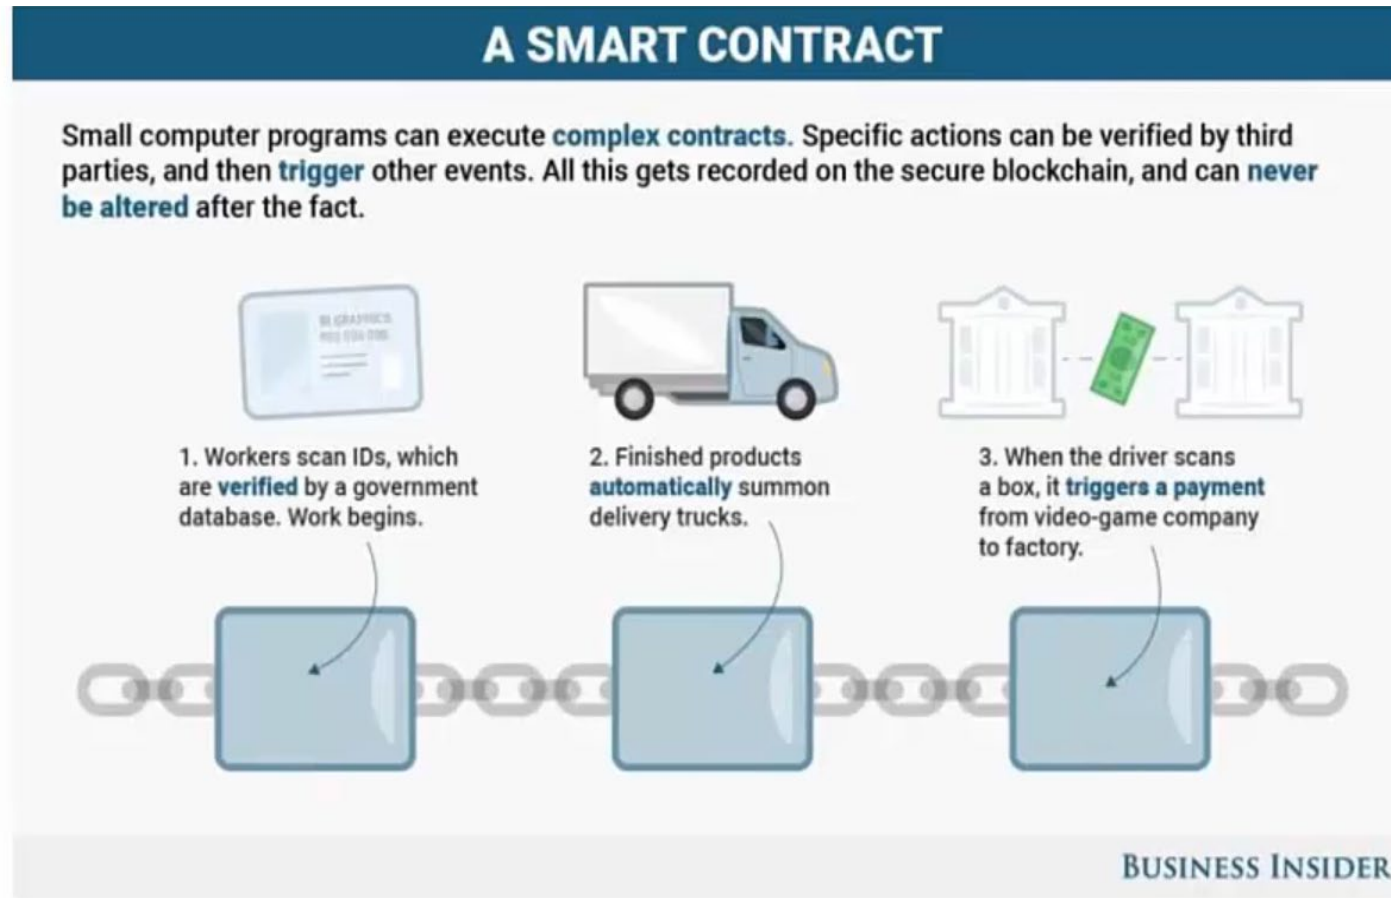 A SMART CONTRACT
Small computer programs can execute complex contracts. Specific actions can be verified by third
parties, and then trigger other events. All this gets recorded on the secure blockchain, and can never
be altered after the fact.
BI GRAPHICS
1. Workers scan IDs, which
are verified by a government
database. Work begins.
2. Finished products
automatically summon
delivery trucks.
3. When the driver scans
a box, it triggers a payment
from video-game company
to factory.
BUSINESS INSIDER